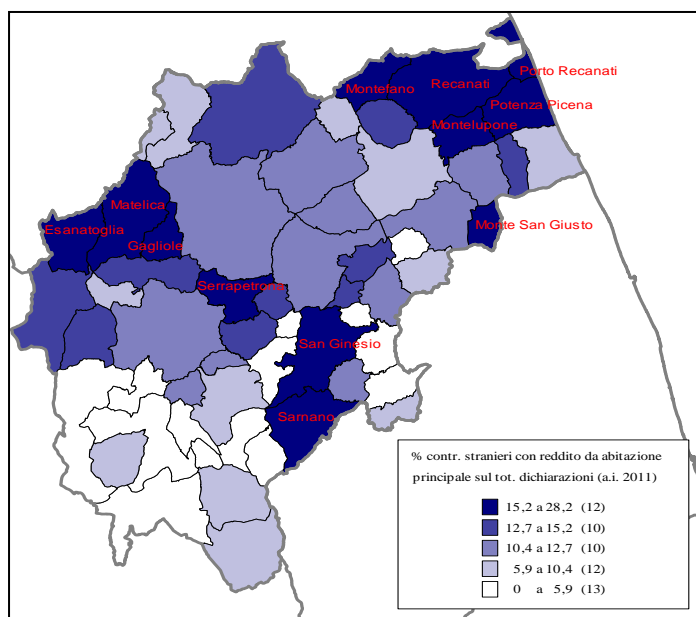 Porto Recanati
Montefano
Recanati
Potenza Picena
Montelupone
Matelica
Esanatoglia
Monte San Giusto
Gagliole
Serrapetrona
San Ginesio
Sarnano
% contr. stranieri con reddito da abitazione
principale sul tot. dichiarazioni (a.i. 2011)
15,2 a 28,2 (12)
12,7 a 15,2 (10)
10,4 a 12,7 (10)
5,9 a 10,4 (12)
0 a 5,9 (13)